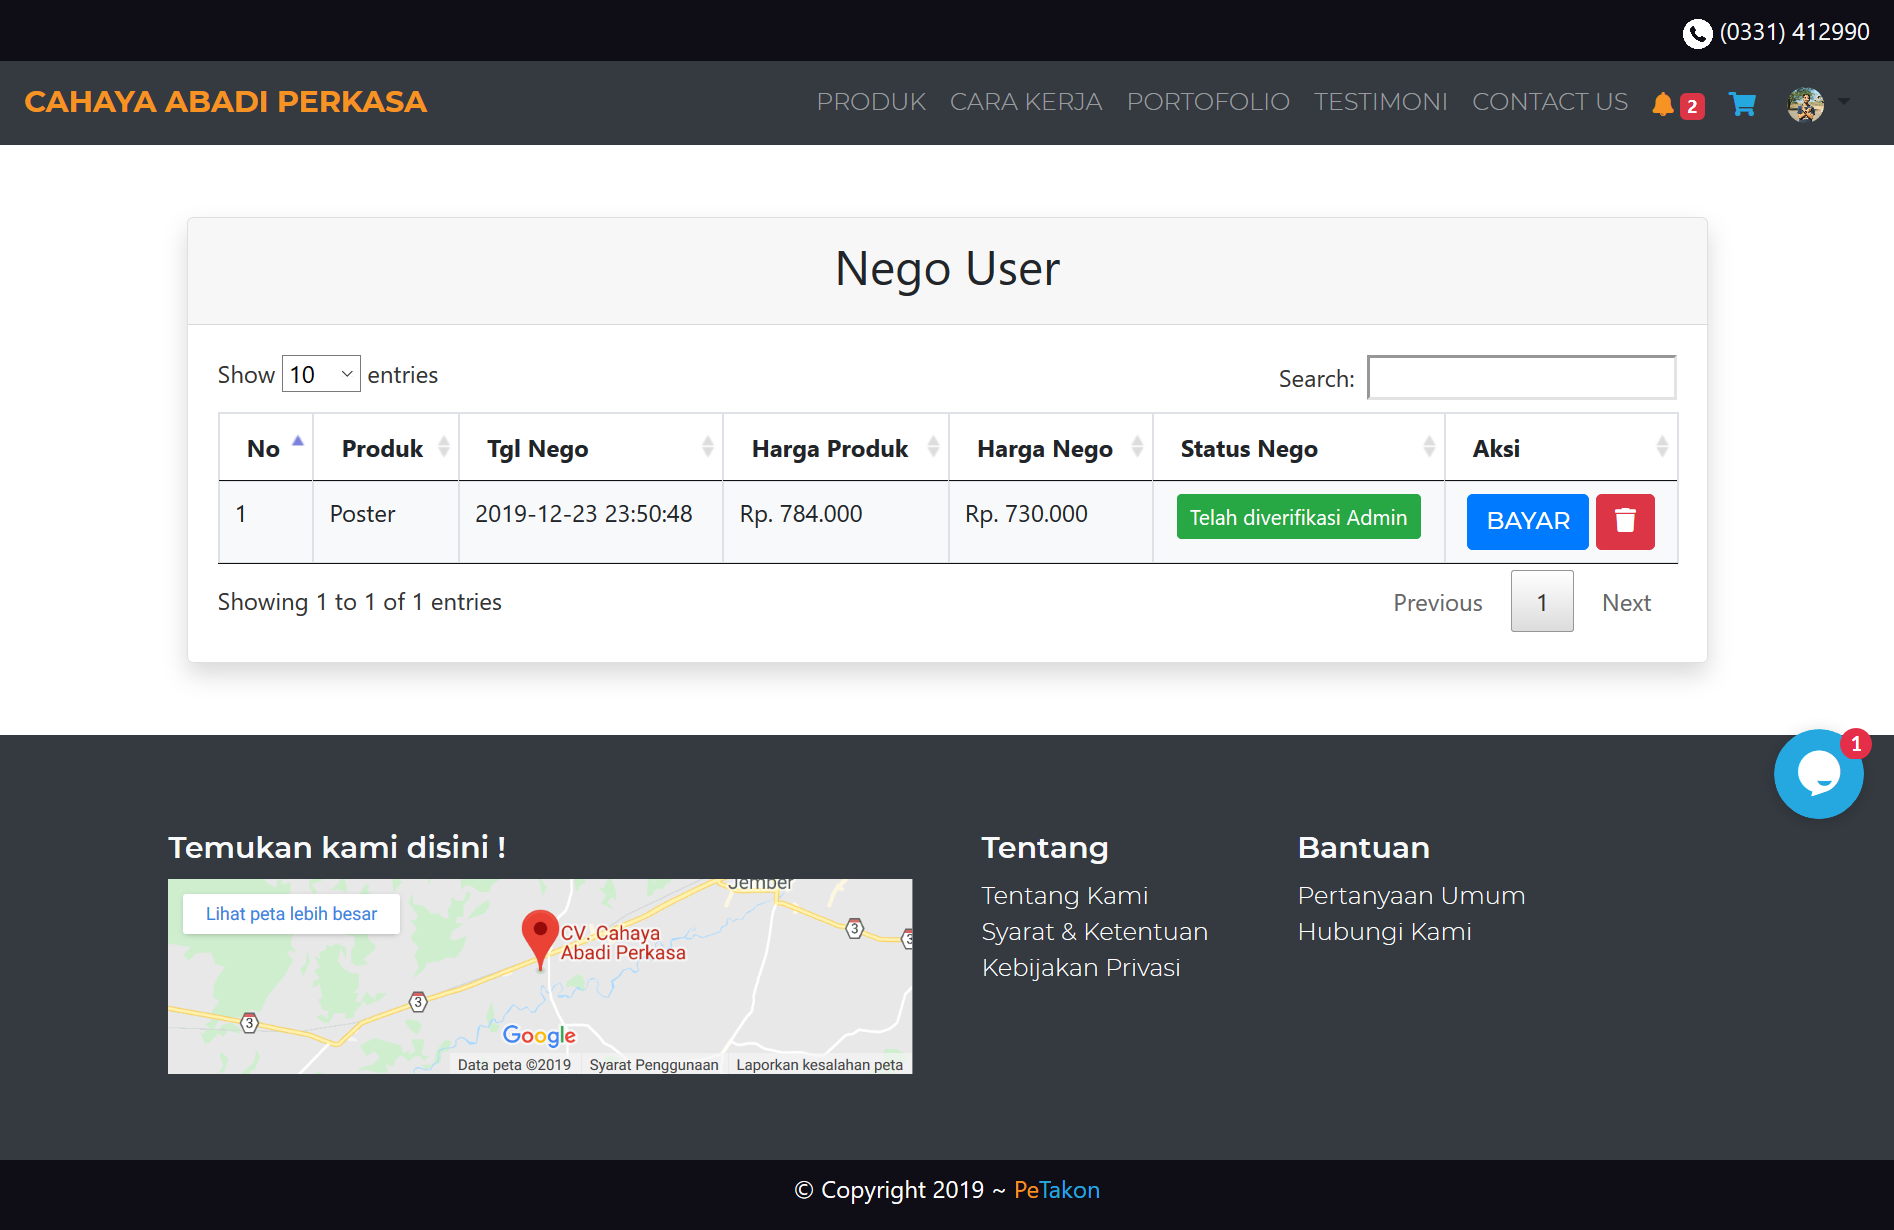 (0331) 412990
CAHAYA ABADI PERKASA
PRODUK CARA KERJA PORTOFOLIO TESTIMONI CONTACT US 2
Nego User
Show 10 entries
Search:
No Produk Tgl Nego Harga Produk Harga Nego Status Nego Aksi
1 Poster 2019-12-23 23:50:48 Rp. 784.000 Rp. 730.000 Telah diverifikasi Admin BAYAR
Showing 1 to 1 of 1 entries
Previous 1 Next
1
Temukan kami disini !
Lihat peta lebih besar
Jember
CV. Cahaya
Abadi Perkasa
3
3
3
3
Google
Data peta ©2019 Syarat Penggunaan Laporkan kesalahan peta
Tentang
Tentang Kami
Syarat & Ketentuan
Kebijakan Privasi
Bantuan
Pertanyaan Umum
Hubungi Kami
© Copyright 2019 ~ PeTakon